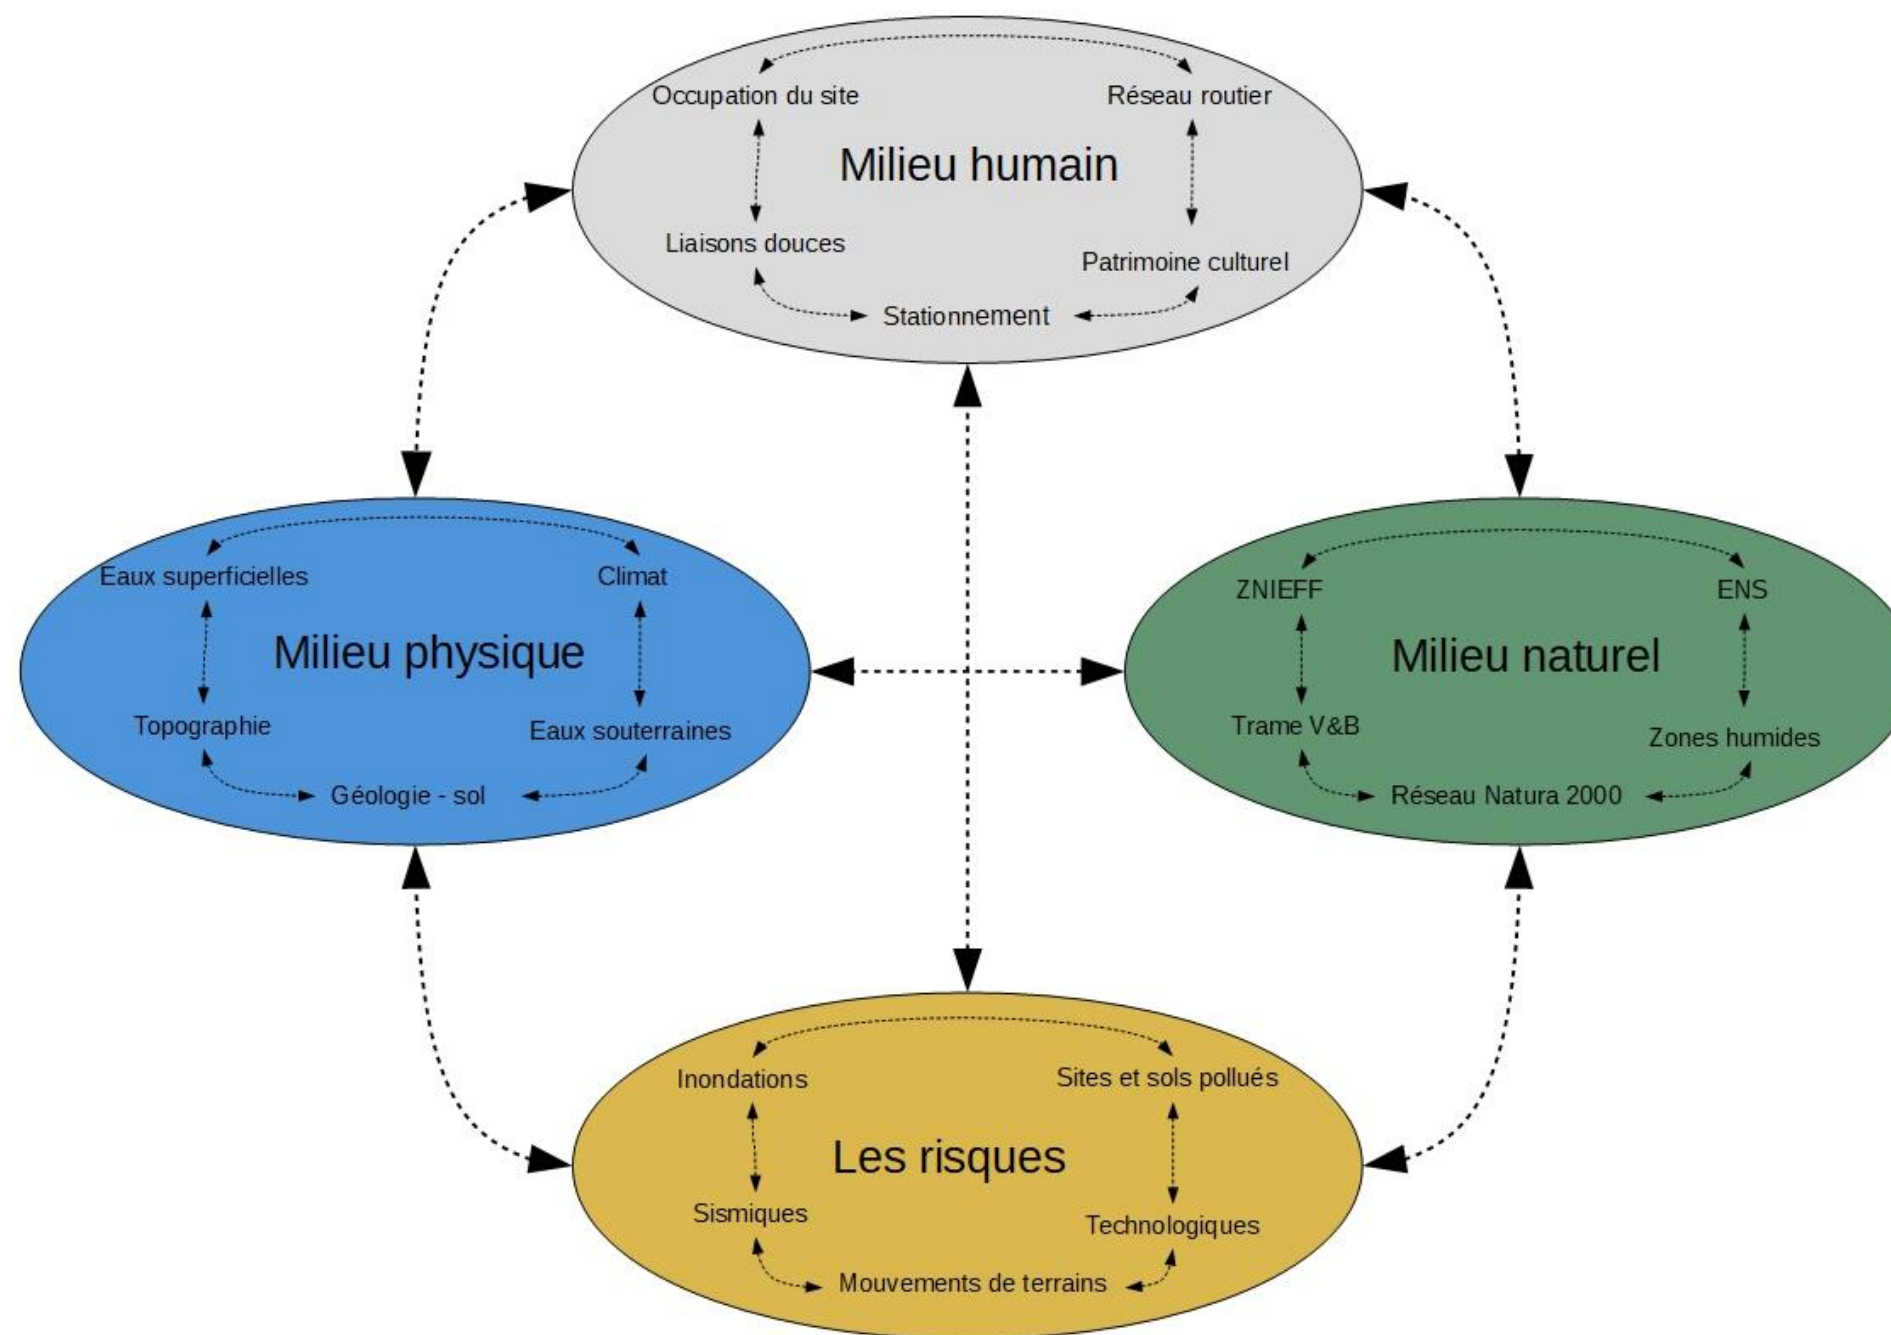 Occupation du site
Réseau routier
Milieu humain
Liaisons douces
Patrimoine culturel
Stationnement
Eaux superficielles
Climat
Milieu physique
Topographie
Eaux souterraines
Géologie - sol
ZNIEFF
ENS
Milieu naturel
Trame V&B
Zones humides
Réseau Natura 2000
Inondations
Sites et sols pollués
Les risques
Sismiques
Technologiques
Mouvements de terrains